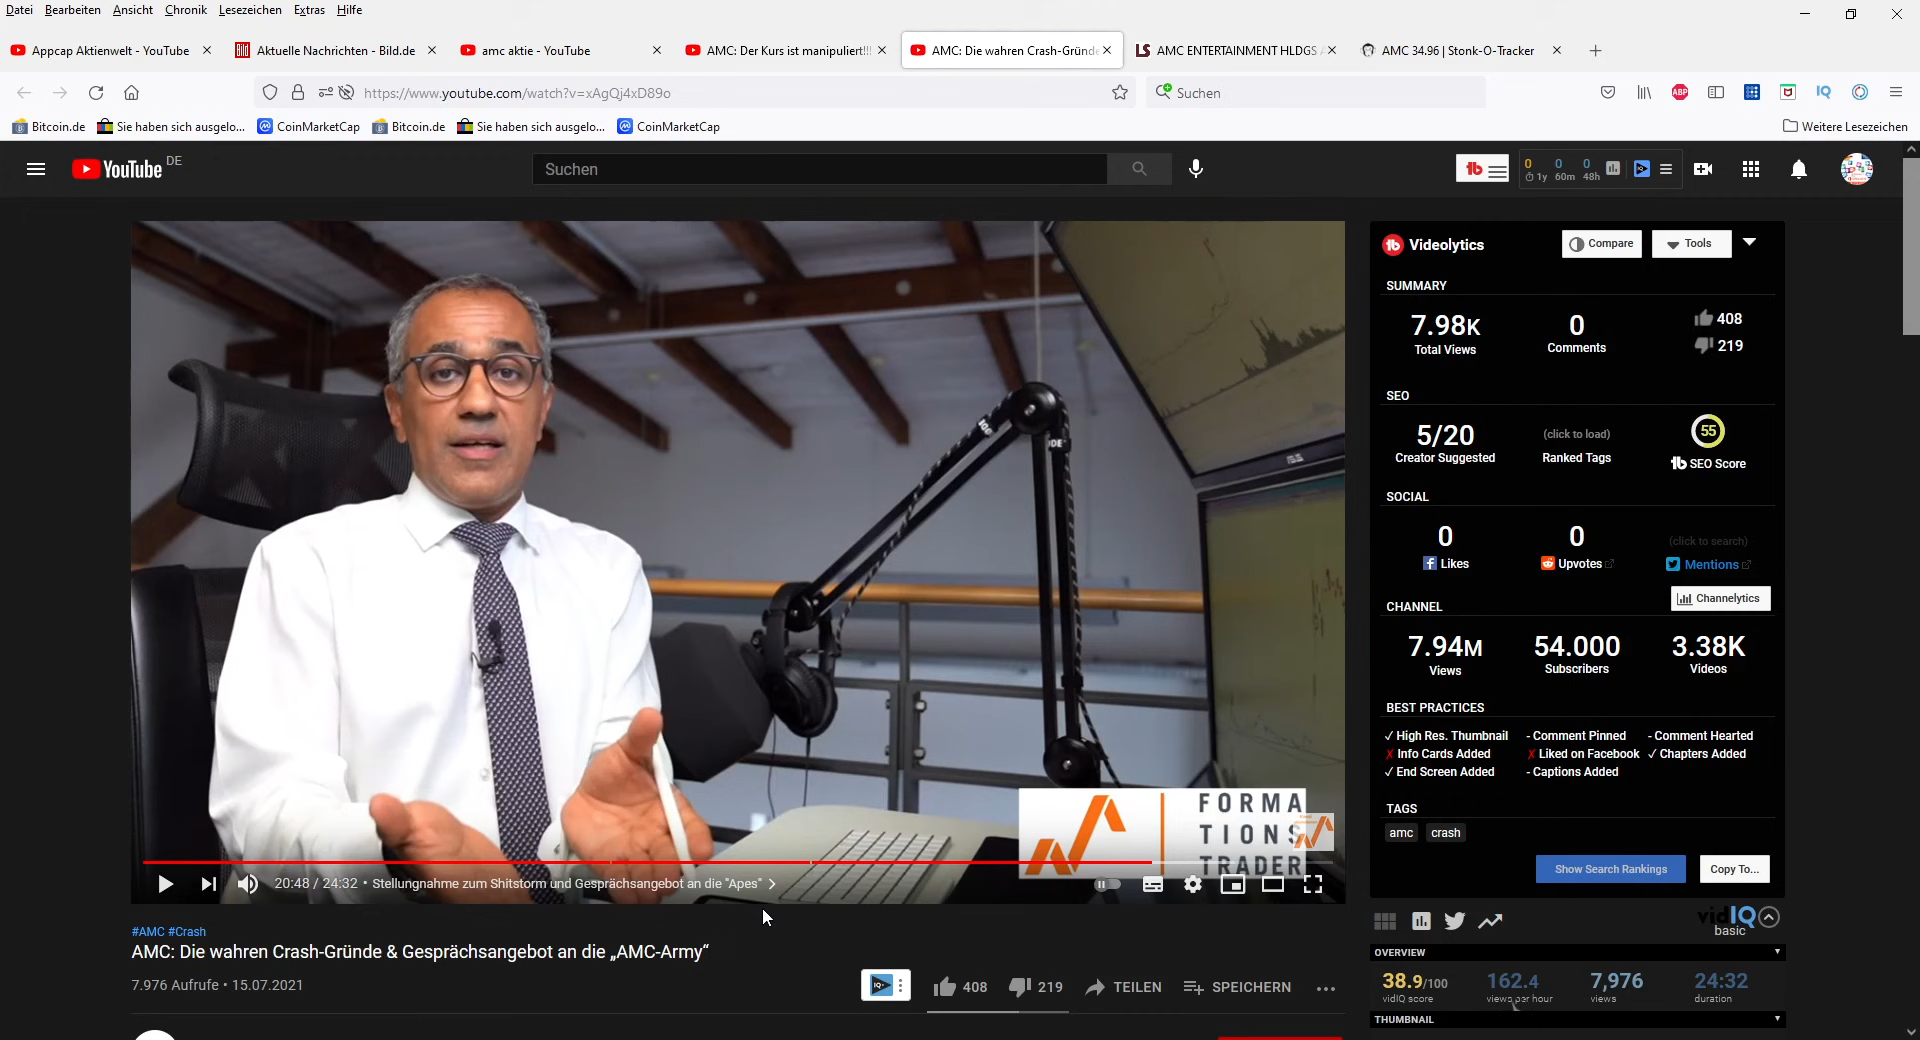 Datei Bearbeiten Ansicht Chronik Lesezeichen Extras Hilfe
Appcap Aktienwelt - YouTube
Aktuelle Nachrichten - Bild.de
amc aktie - YouTube
AMC: Der Kurs ist manipuliert!!!
AMC: Die wahren Crash-Gründe
AMC ENTERTAINMENT HLDGS
AMC 34.96 | Stonk-O-Tracker
https://www.youtube.com/watch?v=xAgQj4xD89o
Suchen
ABP
IQ
Bitcoin.de Sie haben sich ausgelo... CoinMarketCap Bitcoin.de Sie haben sich ausgelo... CoinMarketCap Weitere Lesezeichen
YouTube DE
Suchen
0 0 0
1y 60m 48h
Videolytics Compare Tools
SUMMARY
7.98K 0 408
Total Views Comments 219
SEO
5/20 (click to load) 55
Creator Suggested Ranked Tags SEO Score
SOCIAL
0 0 (click to search)
Likes Upvotes Mentions
Channelytics
CHANNEL
7.94M 54.000 3.38K
Views Subscribers Videos
BEST PRACTICES
✓ High Res. Thumbnail - Comment Pinned - Comment Hearted
✗ Info Cards Added ✗ Liked on Facebook ✓ Chapters Added
✓ End Screen Added - Captions Added
TAGS
amc crash
Show Search Rankings Copy To...
FORMA
TIONS
TRADER
20:48 / 24:32 • Stellungnahme zum Shitstorm und Gesprächsangebot an die "Apes"
#AMC #Crash
AMC: Die wahren Crash-Gründe & Gesprächsangebot an die „AMC-Army“
7.976 Aufrufe • 15.07.2021
408 219 TEILEN SPEICHERN
vidIQ
basic
OVERVIEW
38.9/100 162.4 7,976 24:32
vidIQ score views per hour views duration
THUMBNAIL